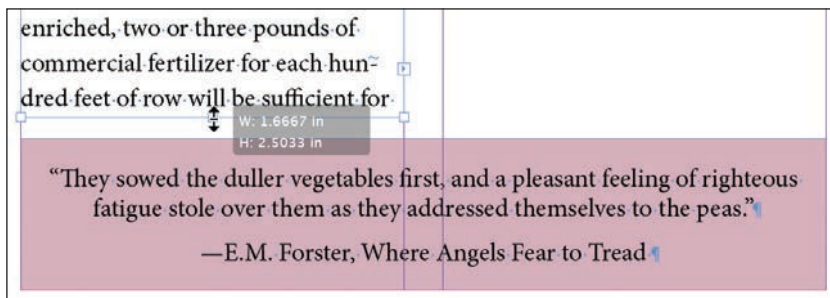 enriched, two or three pounds of
commercial fertilizer for each hun-
dred feet of row will be sufficient for
W: 1.6667 in
H: 2.5033 in
“They sowed the duller vegetables first, and a pleasant feeling of righteous
fatigue stole over them as they addressed themselves to the peas.”
—E.M. Forster, Where Angels Fear to Tread